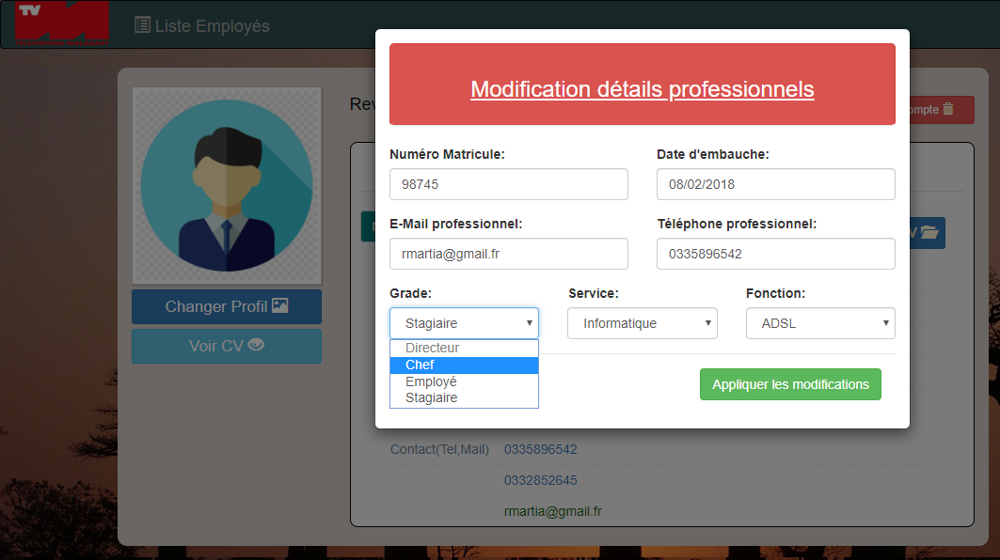 TV
Liste Employés
Modification détails professionnels
Numéro Matricule:
Date d'embauche:
98745
08/02/2018
E-Mail professionnel:
Téléphone professionnel:
rmartia@gmail.fr
0335896542
Grade:
Service:
Fonction:
Stagiaire
Informatique
ADSL
Directeur
Chef
Employé
Stagiaire
Appliquer les modifications
Changer Profil
Voir CV
Contact(Tel,Mail)
0335896542
0332852645
rmartia@gmail.fr